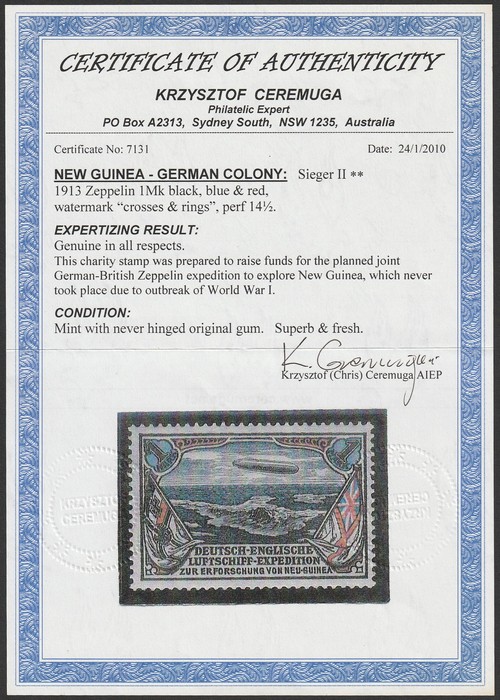 CERTIFICATE OF AUTHENTICITY
KRZYSZTOF CEREMUGA
Philatelic Expert
PO Box A2313, Sydney South, NSW 1235, Australia
Certificate No: 7131 Date: 24/1/2010
NEW GUINEA - GERMAN COLONY: Sieger II **
1913 Zeppelin 1Mk black, blue & red,
watermark “crosses & rings”, perf 14½.
EXPERTIZING RESULT:
Genuine in all respects.
This charity stamp was prepared to raise funds for the planned joint
German-British Zeppelin expedition to explore New Guinea, which never
took place due to outbreak of World War I.
CONDITION:
Mint with never hinged original gum. Superb & fresh.
K. Ceremuga
Krzysztof (Chris) Ceremuga AIEP
1 1
DEUTSCH-ENGLISCHE
LUFTSCHIFF-EXPEDITION
ZUR ERFORSCHUNG VON NEU-GUINEA
KRZYSZTOF
CEREMUGA